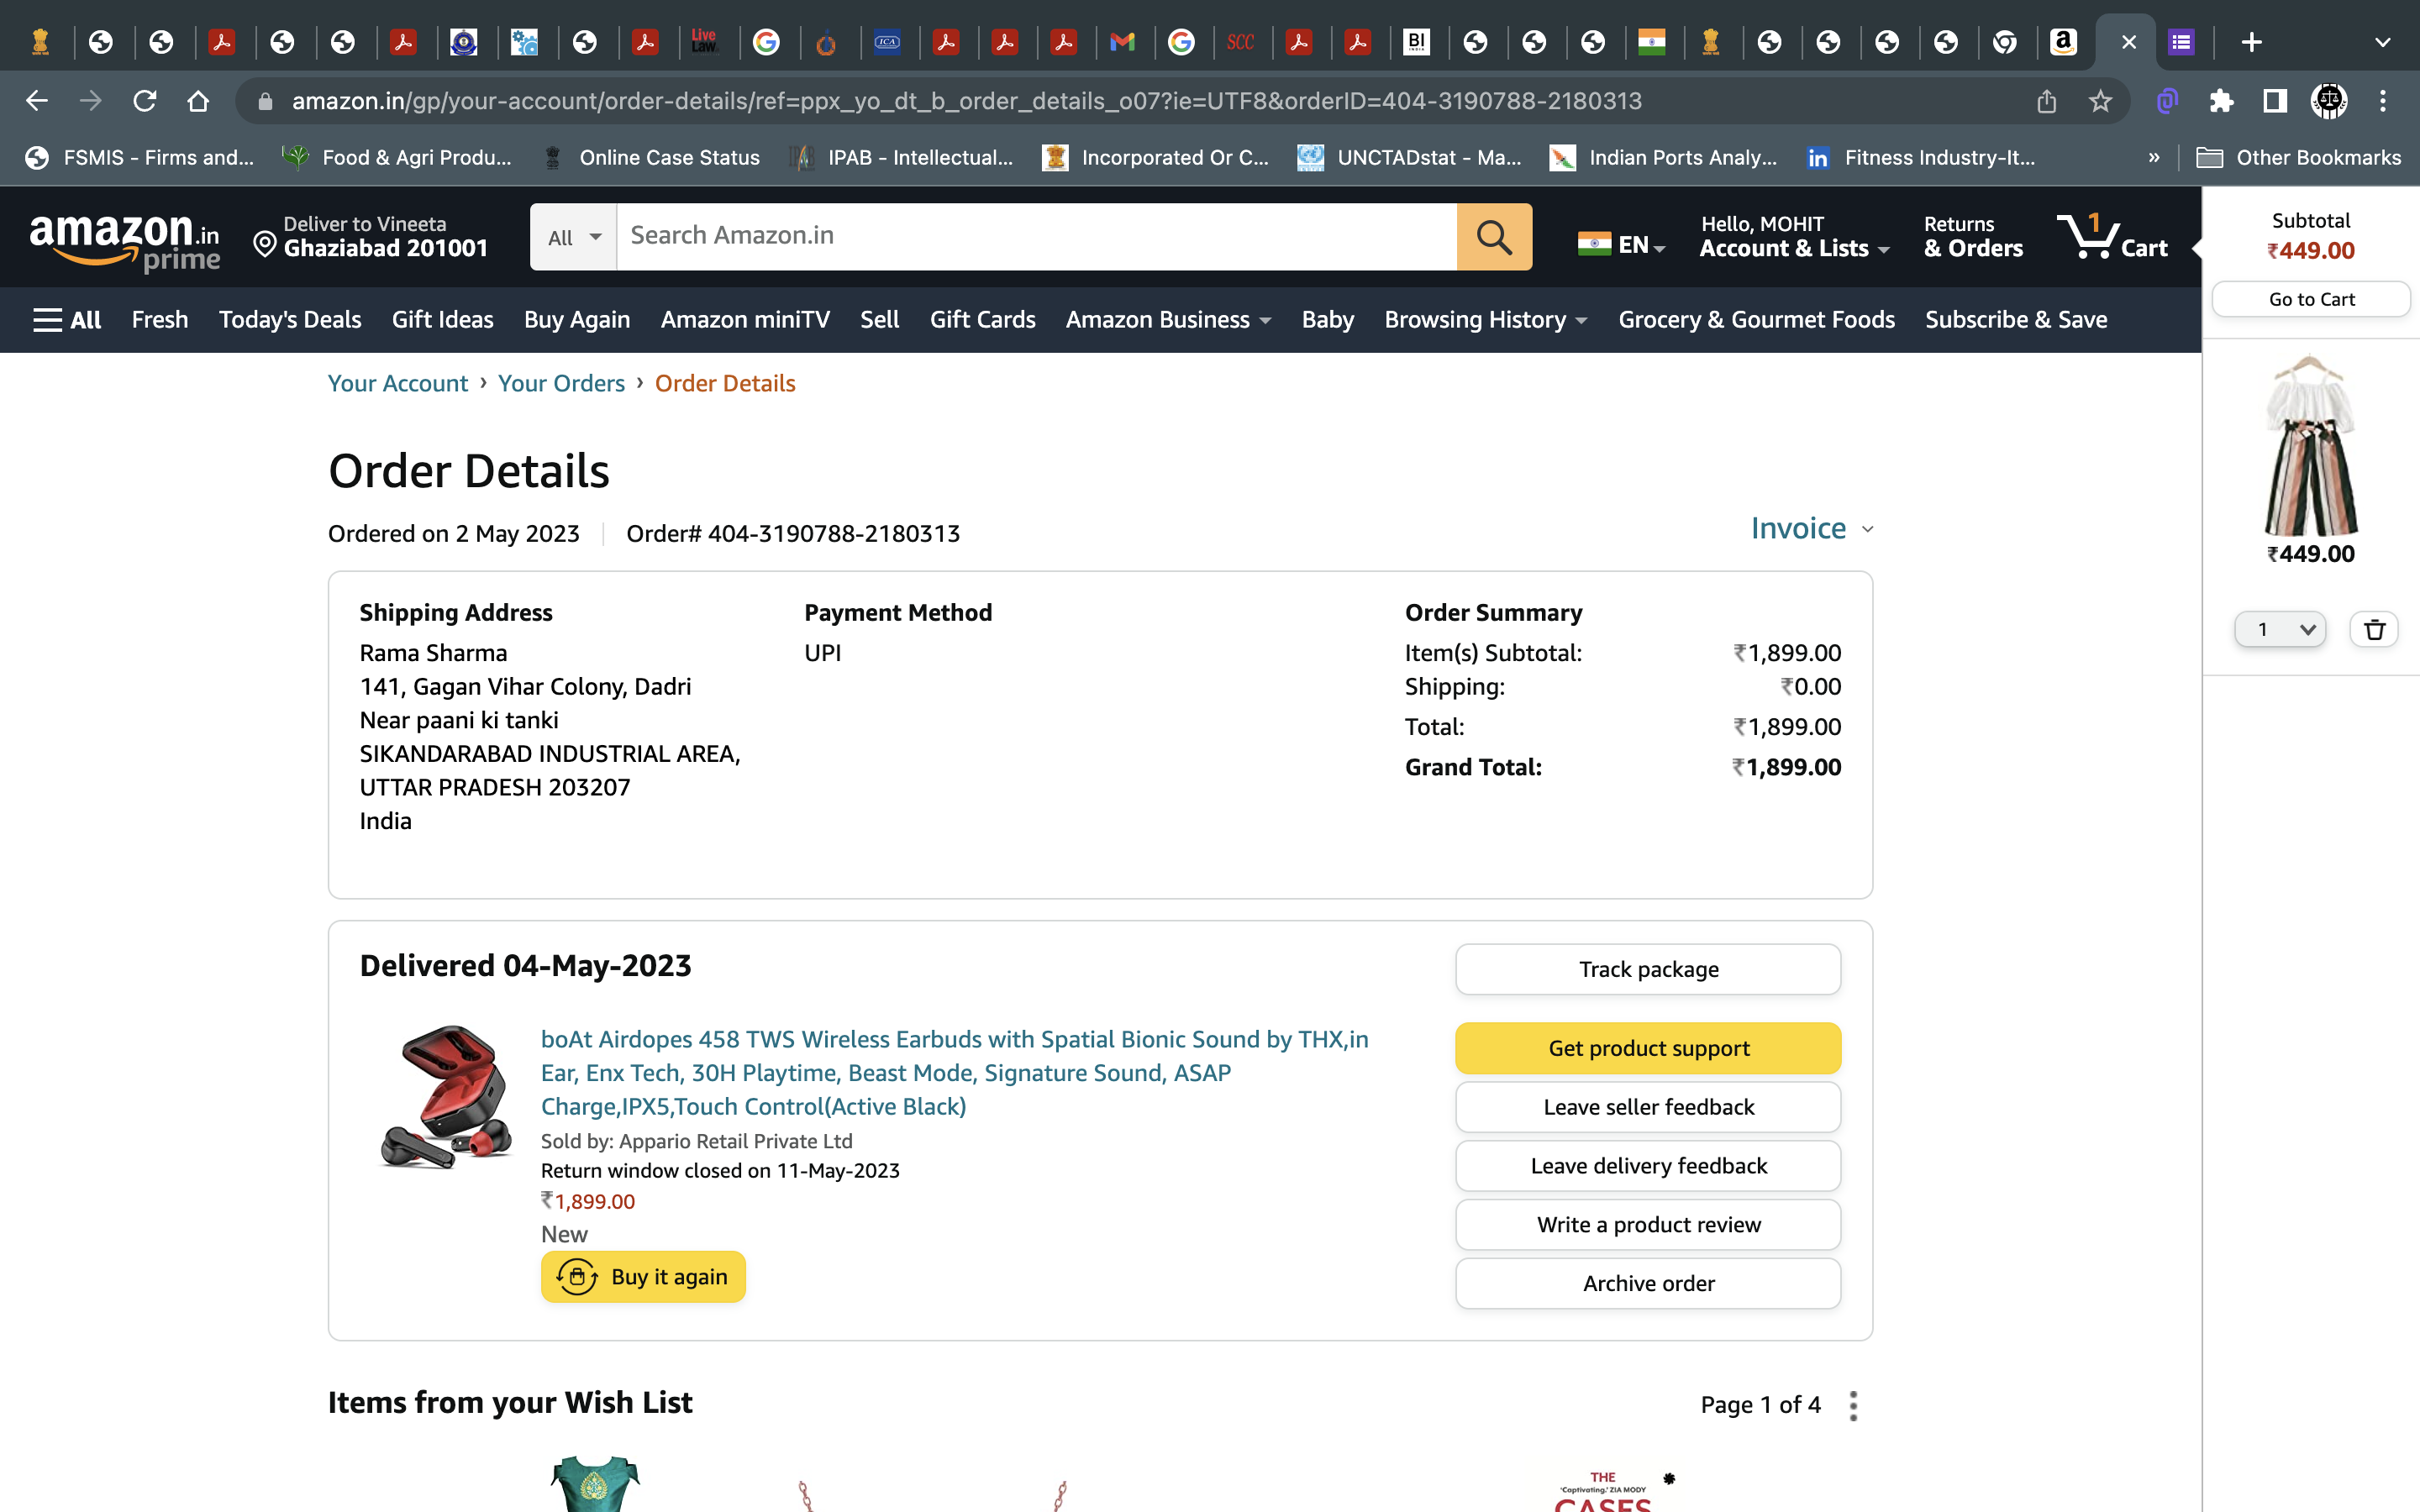 Live Law
ICA
SCC
BI
INDIA
amazon.in/gp/your-account/order-details/ref=ppx_yo_dt_b_order_details_o07?ie=UTF8&orderID=404-3190788-2180313
FSMIS - Firms and...
Food & Agri Produ...
Online Case Status
IPAB - Intellectual...
Incorporated Or C...
UNCTADstat - Ma...
Indian Ports Analy...
Fitness Industry-It...
»
Other Bookmarks
amazon.in
prime
Deliver to Vineeta
Ghaziabad 201001
All
Search Amazon.in
EN
Hello, MOHIT
Account & Lists
Returns
& Orders
1
Cart
Subtotal
₹449.00
Go to Cart
₹449.00
1
All
Fresh
Today's Deals
Gift Ideas
Buy Again
Amazon miniTV
Sell
Gift Cards
Amazon Business
Baby
Browsing History
Grocery & Gourmet Foods
Subscribe & Save
Your Account › Your Orders › Order Details
Order Details
Ordered on 2 May 2023
Order# 404-3190788-2180313
Invoice
Shipping Address
Rama Sharma
141, Gagan Vihar Colony, Dadri
Near paani ki tanki
SIKANDARABAD INDUSTRIAL AREA,
UTTAR PRADESH 203207
India
Payment Method
UPI
Order Summary
Item(s) Subtotal: ₹1,899.00
Shipping: ₹0.00
Total: ₹1,899.00
Grand Total: ₹1,899.00
Delivered 04-May-2023
boAt Airdopes 458 TWS Wireless Earbuds with Spatial Bionic Sound by THX,in
Ear, Enx Tech, 30H Playtime, Beast Mode, Signature Sound, ASAP
Charge,IPX5,Touch Control(Active Black)
Sold by: Appario Retail Private Ltd
Return window closed on 11-May-2023
₹1,899.00
New
Buy it again
Track package
Get product support
Leave seller feedback
Leave delivery feedback
Write a product review
Archive order
Items from your Wish List
Page 1 of 4
THE
'Captivating.' ZIA MODY
CASES